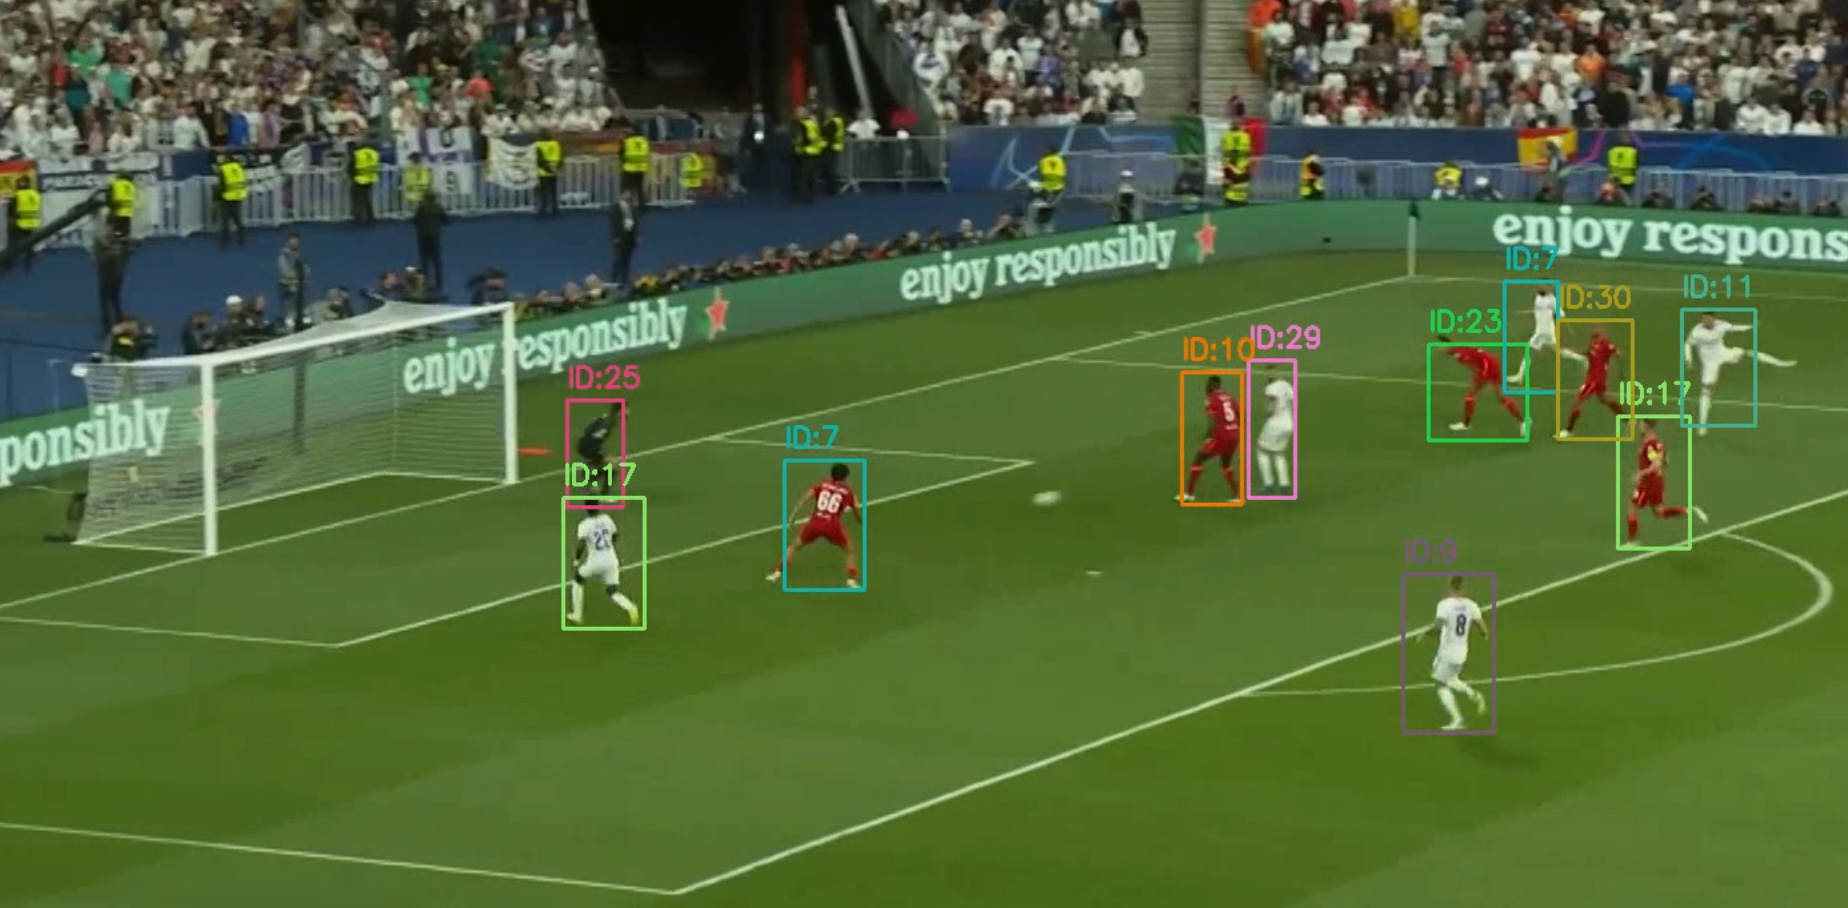 enjoy respons
ID:7
enjoy responsibly
ID:30
ID:11
ID:23
enjoy responsibly
ID:10
ID:29
ID:25
ID:17
ponsibly
ID:7
5
ID:17
66
ID:9
8